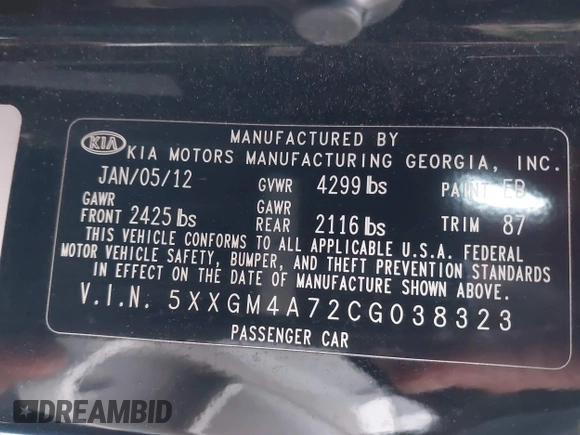 MANUFACTURED BY
KIA KIA MOTORS MANUFACTURING GEORGIA, INC.
JAN/05/12 GVWR 4299 lbs PAINT EB
GAWR FRONT 2425 lbs GAWR REAR 2116 lbs TRIM 87
THIS VEHICLE CONFORMS TO ALL APPLICABLE U.S.A. FEDERAL
MOTOR VEHICLE SAFETY, BUMPER, AND THEFT PREVENTION STANDARDS
IN EFFECT ON THE DATE OF MANUFACTURE SHOWN ABOVE.
V.I.N. 5XXGM4A72CG038323
PASSENGER CAR
DREAMBID